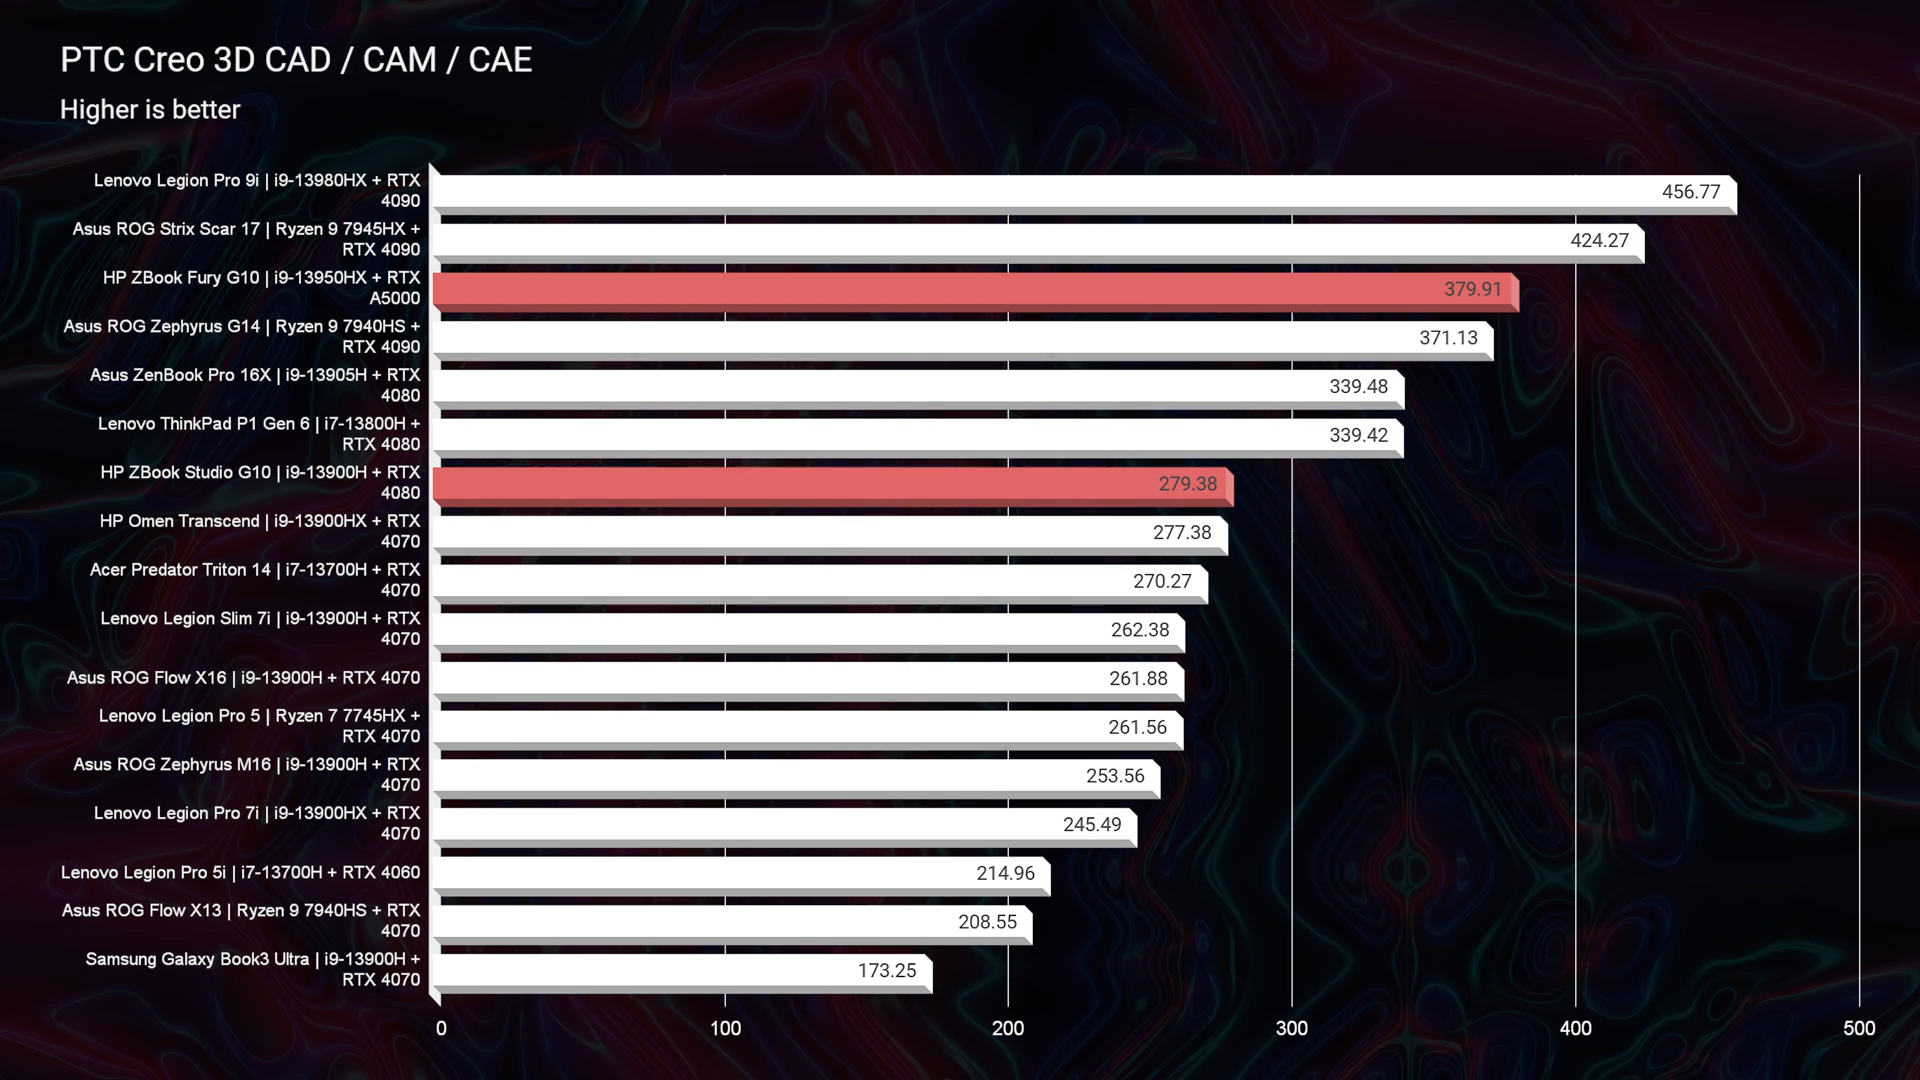 PTC Creo 3D CAD / CAM / CAE
Higher is better
Lenovo Legion Pro 9i | i9-13980HX + RTX
4090
456.77
Asus ROG Strix Scar 17 | Ryzen 9 7945HX +
RTX 4090
424.27
HP ZBook Fury G10 | i9-13950HX + RTX
A5000
379.91
Asus ROG Zephyrus G14 | Ryzen 9 7940HS +
RTX 4090
371.13
Asus ZenBook Pro 16X | i9-13905H + RTX
4080
339.48
Lenovo ThinkPad P1 Gen 6 | i7-13800H +
RTX 4080
339.42
HP ZBook Studio G10 | i9-13900H + RTX
4080
279.38
HP Omen Transcend | i9-13900HX + RTX
4070
277.38
Acer Predator Triton 14 | i7-13700H + RTX
4070
270.27
Lenovo Legion Slim 7i | i9-13900H + RTX
4070
262.38
Asus ROG Flow X16 | i9-13900H + RTX 4070
261.88
Lenovo Legion Pro 5 | Ryzen 7 7745HX +
RTX 4070
261.56
Asus ROG Zephyrus M16 | i9-13900H + RTX
4070
253.56
Lenovo Legion Pro 7i | i9-13900HX + RTX
4070
245.49
Lenovo Legion Pro 5i | i7-13700H + RTX 4060
214.96
Asus ROG Flow X13 | Ryzen 9 7940HS + RTX
4070
208.55
Samsung Galaxy Book3 Ultra | i9-13900H +
RTX 4070
173.25
0 100 200 300 400 500